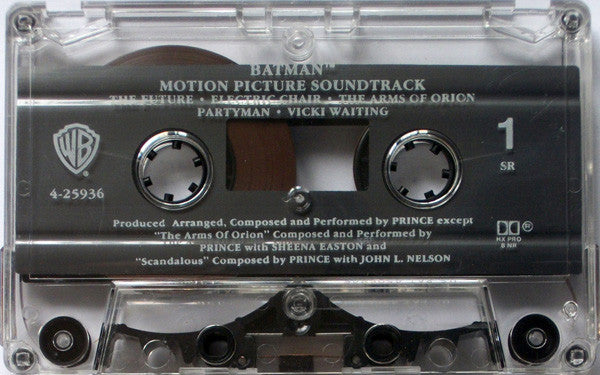 BATMAN™
MOTION PICTURE SOUNDTRACK
THE FUTURE • ELECTRIC CHAIR • THE ARMS OF ORION
PARTYMAN • VICKI WAITING
WB
4-25936
1
SR
Produced Arranged, Composed and Performed by PRINCE except
"The Arms Of Orion" Composed and Performed by
PRINCE with SHEENA EASTON and
"Scandalous" Composed by PRINCE with JOHN L. NELSON
®
HX PRO
B NR